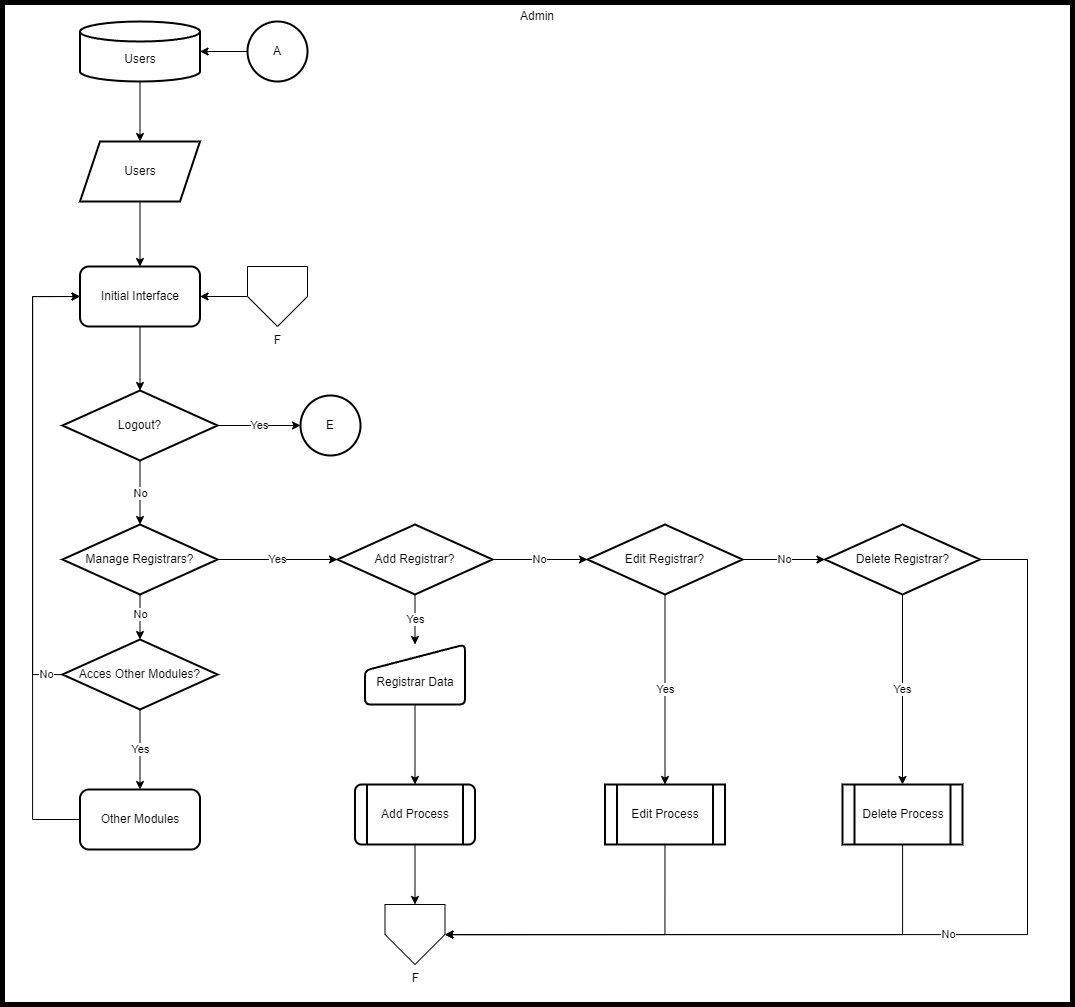 Admin
Users
A
Users
Initial Interface
F
Logout?
Yes
E
No
Manage Registrars?
Yes
Add Registrar?
No
Edit Registrar?
No
Delete Registrar?
No
Yes
No
Acces Other Modules?
Registrar Data
Yes
Yes
Yes
Other Modules
Add Process
Edit Process
Delete Process
No
F